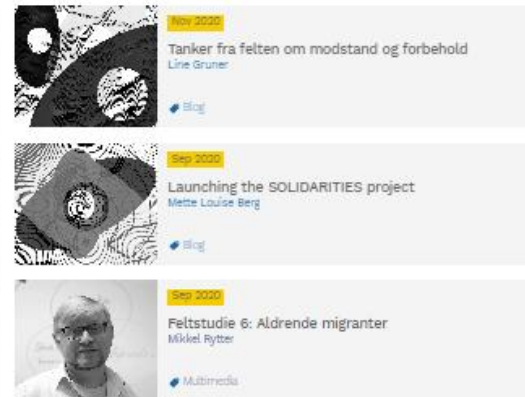 Nov 2020
Tanker fra felten om modstand og forbehold
Line Gruner
Blog
Sep 2020
Launching the SOLIDARITIES project
Mette Louise Berg
Blog
Sep 2020
Feltstudie 6: Aldrende migranter
Mikkel Rytter
Multimedia